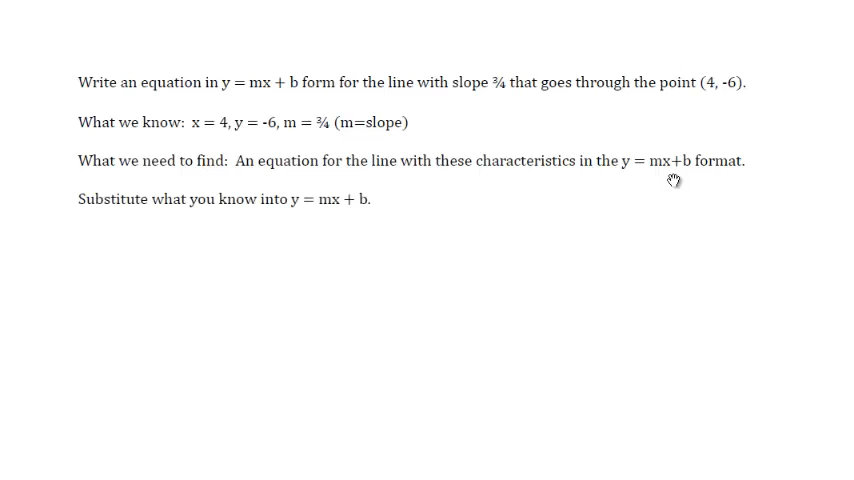 Write an equation in y = mx + b form for the line with slope ¾ that goes through the point (4, -6).
What we know:  x = 4, y = -6, m = ¾ (m=slope)
What we need to find:  An equation for the line with these characteristics in the y = mx+b format.
Substitute what you know into y = mx + b.